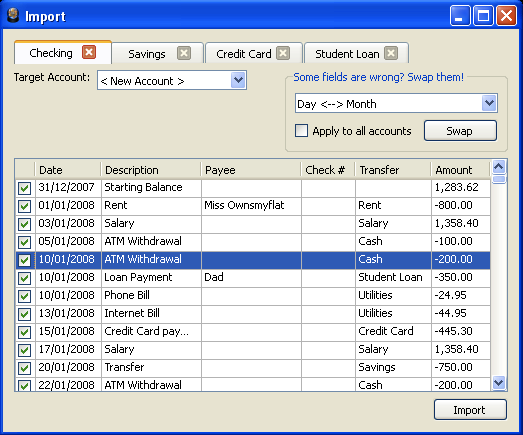 Import
Checking Savings Credit Card Student Loan
Target Account: < New Account > Some fields are wrong? Swap them!
Day <--> Month
Apply to all accounts Swap
Date Description Payee Check # Transfer Amount
31/12/2007 Starting Balance 1,283.62
01/01/2008 Rent Miss Ownsmyflat Rent -800.00
03/01/2008 Salary Salary 1,358.40
05/01/2008 ATM Withdrawal Cash -100.00
10/01/2008 ATM Withdrawal Cash -200.00
10/01/2008 Loan Payment Dad Student Loan -350.00
10/01/2008 Phone Bill Utilities -24.95
13/01/2008 Internet Bill Utilities -44.95
15/01/2008 Credit Card pay... Credit Card -445.30
17/01/2008 Salary Salary 1,358.40
20/01/2008 Transfer Savings -750.00
22/01/2008 ATM Withdrawal Cash -200.00
Import